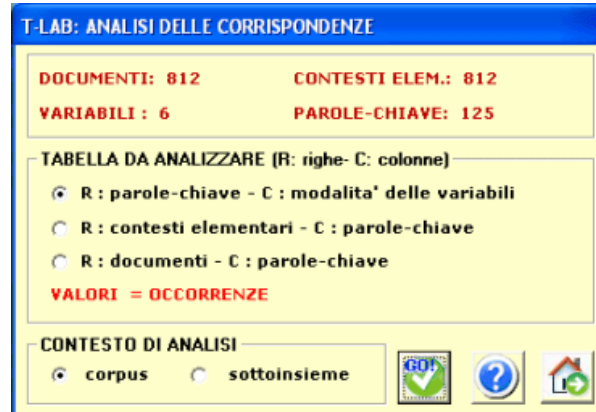 T-LAB: ANALISI DELLE CORRISPONDENZE
DOCUMENTI: 812 CONTESTI ELEM.: 812
VARIABILI : 6 PAROLE-CHIAVE: 125
TABELLA DA ANALIZZARE (R: righe- C: colonne)
R : parole-chiave - C : modalita' delle variabili
R : contesti elementari - C : parole-chiave
R : documenti - C : parole-chiave
VALORI = OCCORRENZE
CONTESTO DI ANALISI
corpus sottoinsieme
GO! ?